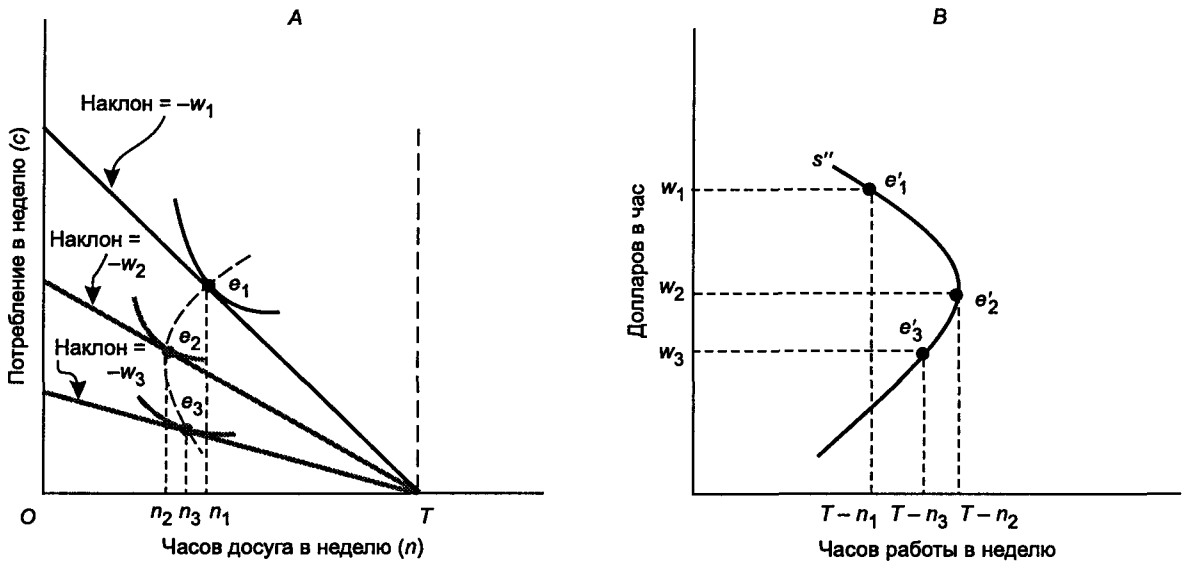 A
Наклон = –w1
Наклон =
–w2
Наклон =
–w3
Потребление в неделю (c)
e1
e2
e3
O
n2 n3 n1
T
Часов досуга в неделю (n)
B
Долларов в час
s″
w1
w2
w3
e′1
e′2
e′3
T – n1 T – n3 T – n2
Часов работы в неделю